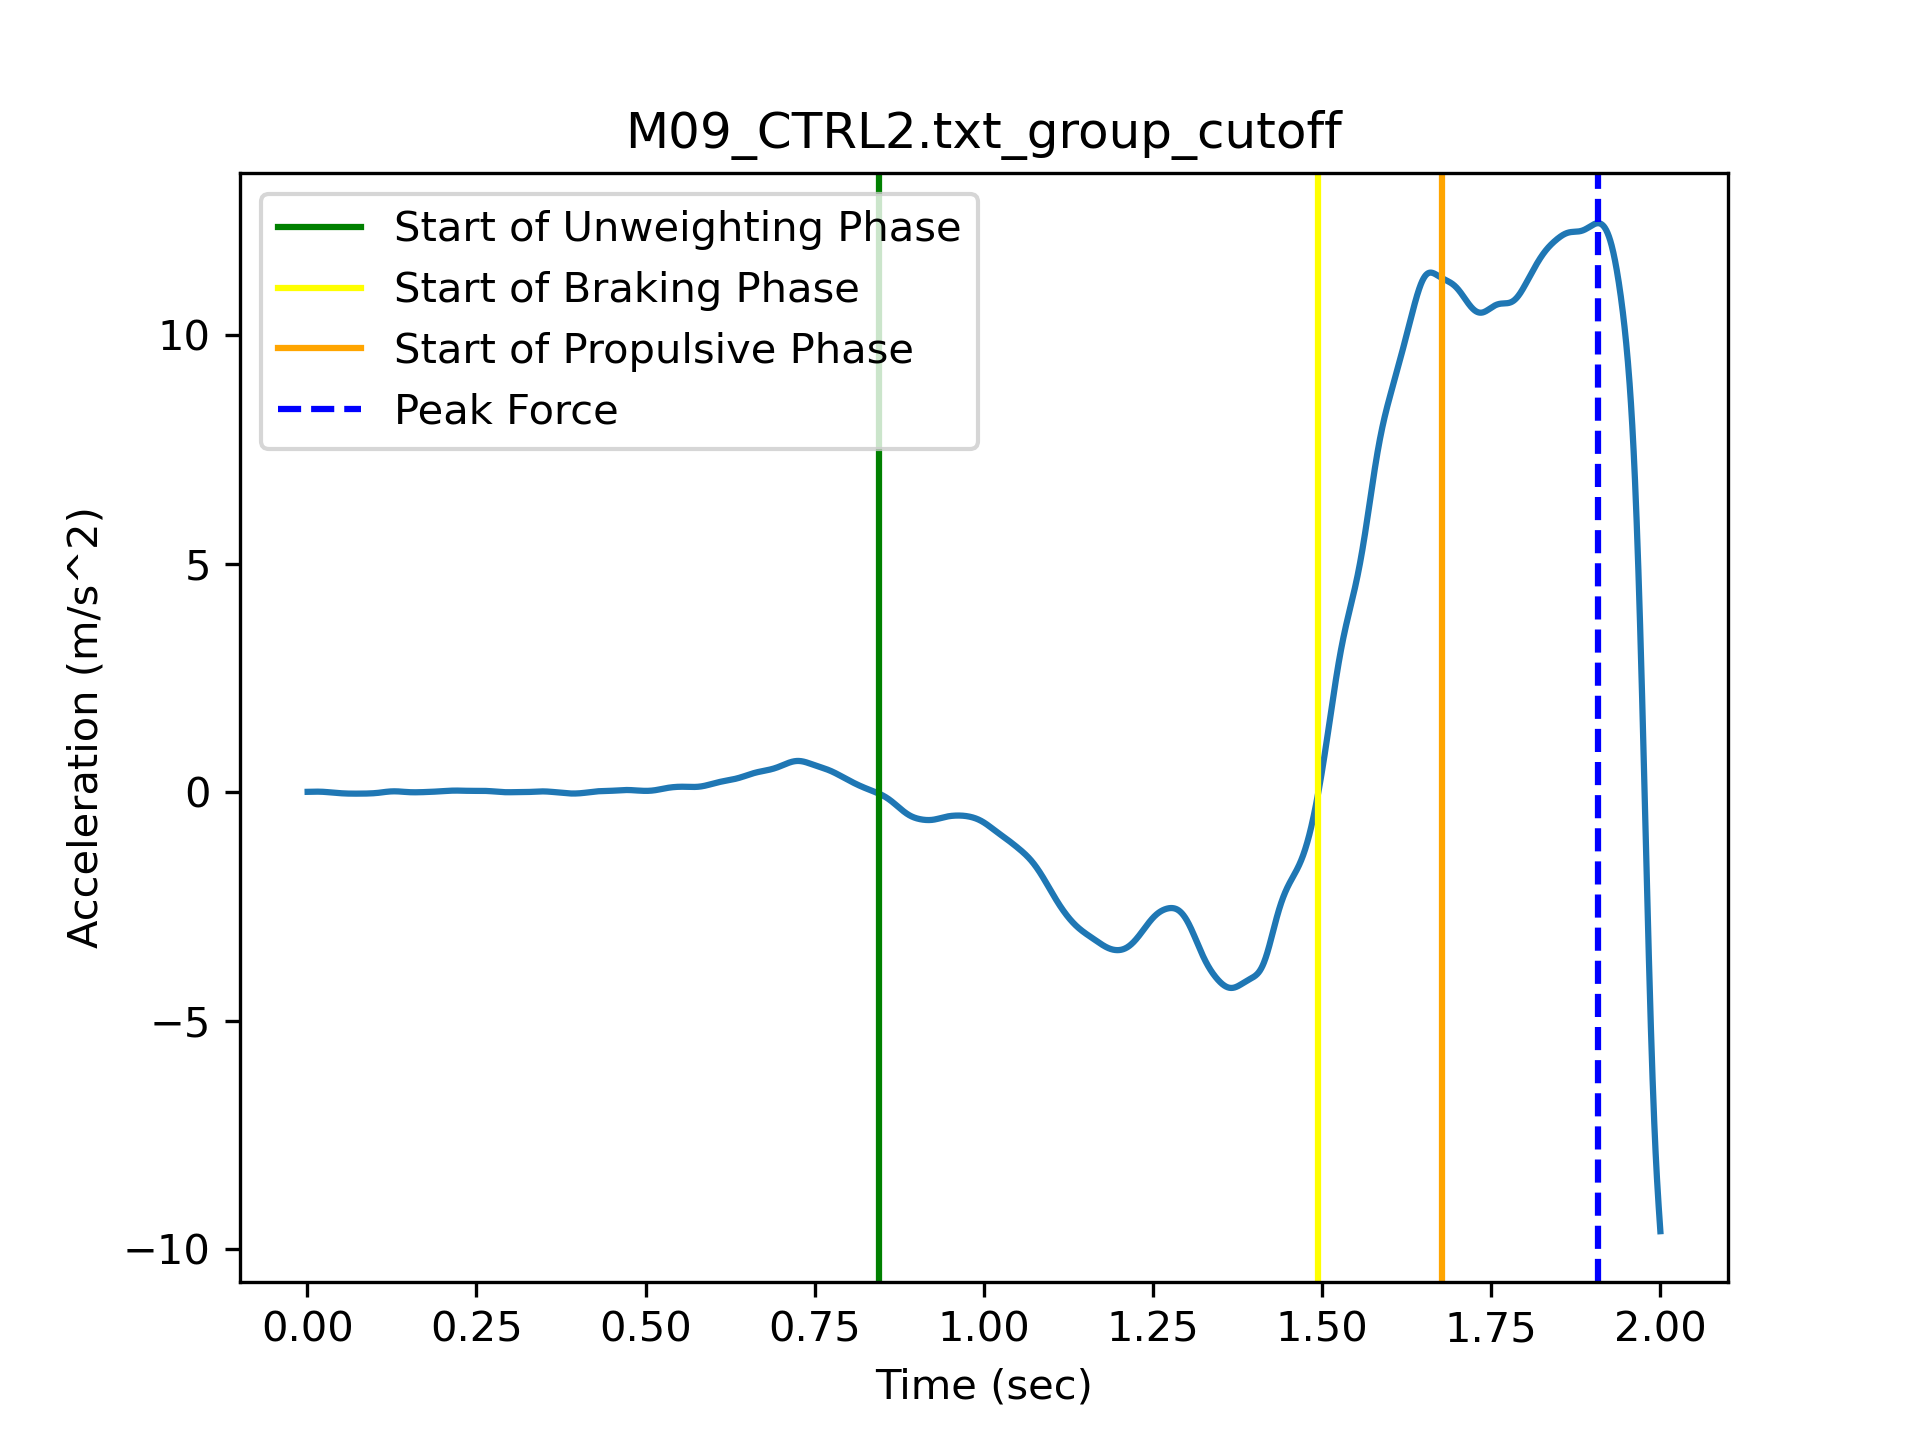 M09_CTRL2.txt_group_cutoff
Start of Unweighting Phase
Start of Braking Phase
Start of Propulsive Phase
Peak Force
Acceleration (m/s^2)
10
5
0
−5
−10
0.00 0.25 0.50 0.75 1.00 1.25 1.50 1.75 2.00
Time (sec)